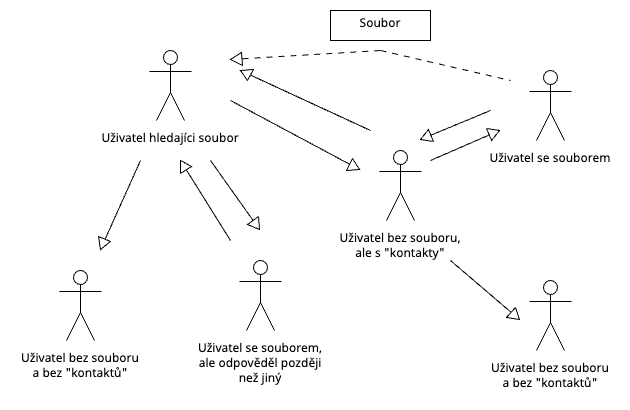 Soubor
Uživatel hledajíci soubor
Uživatel se souborem
Uživatel bez souboru,
ale s "kontakty"
Uživatel bez souboru
a bez "kontaktů"
Uživatel se souborem,
ale odpověděl později
než jiný
Uživatel bez souboru
a bez "kontaktů"